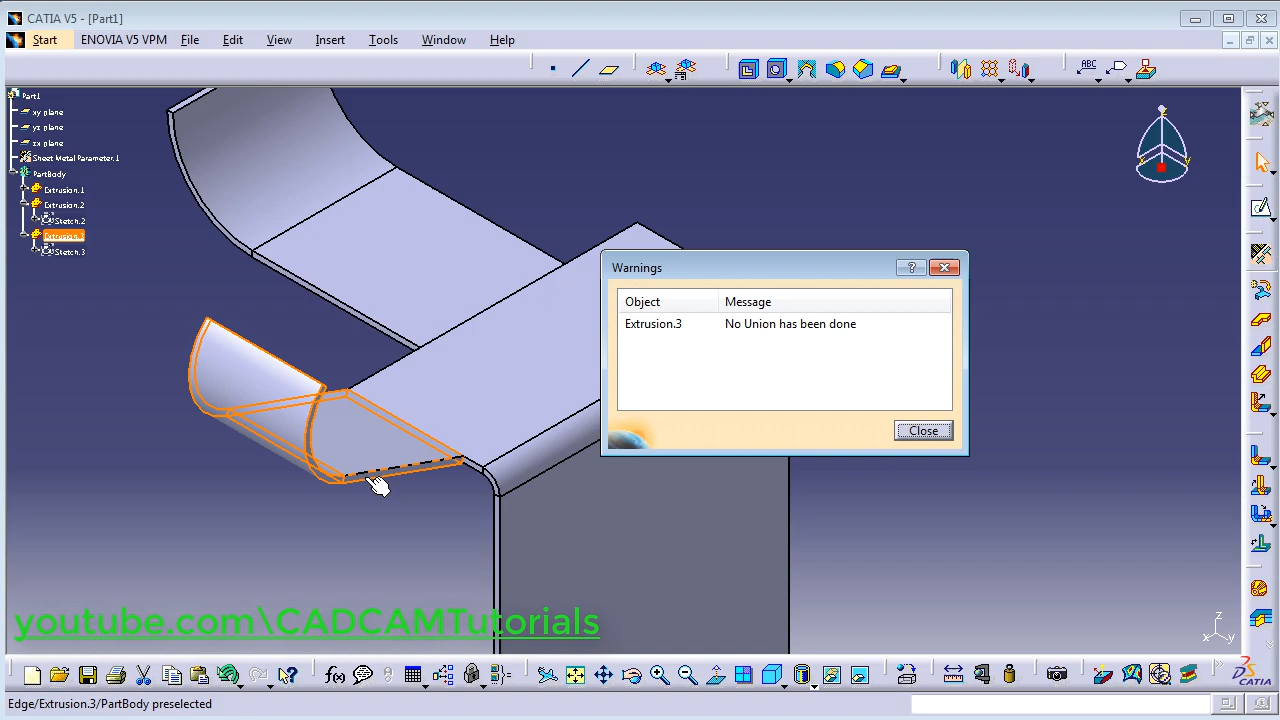 CATIA V5 - [Part1]
Start ENOVIA V5 VPM File Edit View Insert Tools Window Help
ABC
Part1
xy plane
yz plane
zx plane
Sheet Metal Parameter.1
PartBody
Extrusion.1
Extrusion.2
Sketch.2
Extrusion.3
Sketch.3
z
y
Warnings
?
Object Message
Extrusion.3 No Union has been done
Close
youtube.com\CADCAMTutorials
z
x y
f(x)
CATIA
Edge/Extrusion.3/PartBody preselected